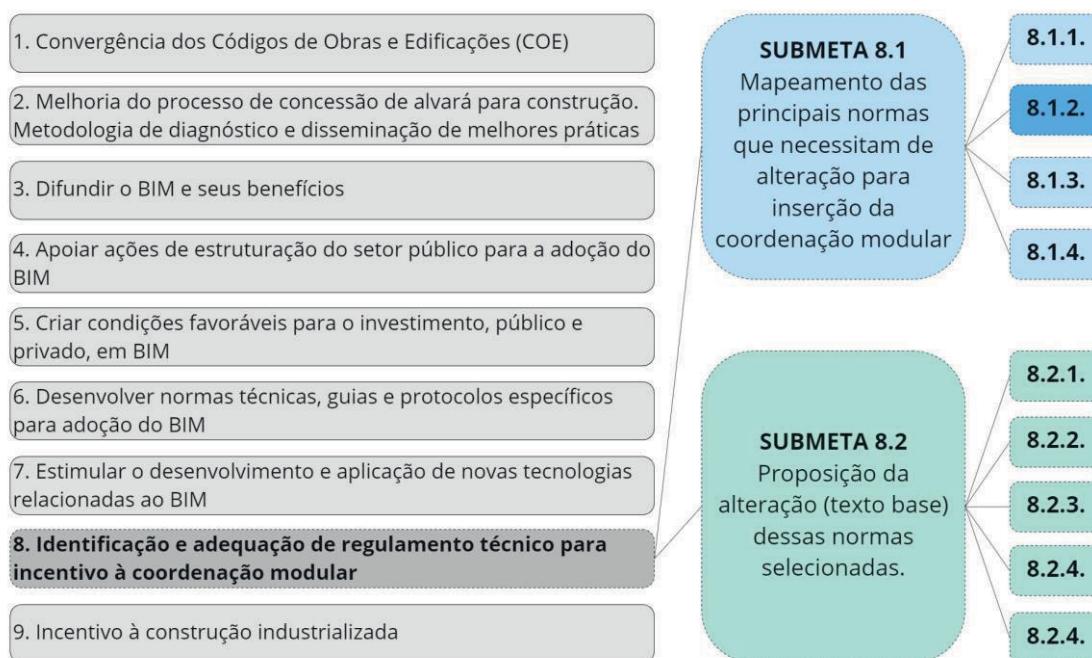 1. Convergência dos Códigos de Obras e Edificações (COE)
2. Melhoria do processo de concessão de alvará para construção.
Metodologia de diagnóstico e disseminação de melhores práticas
3. Difundir o BIM e seus benefícios
4. Apoiar ações de estruturação do setor público para a adoção do
BIM
5. Criar condições favoráveis para o investimento, público e
privado, em BIM
6. Desenvolver normas técnicas, guias e protocolos específicos
para adoção do BIM
7. Estimular o desenvolvimento e aplicação de novas tecnologias
relacionadas ao BIM
8. Identificação e adequação de regulamento técnico para
incentivo à coordenação modular
9. Incentivo à construção industrializada
SUBMETA 8.1
Mapeamento das
principais normas
que necessitam de
alteração para
inserção da
coordenação modular
8.1.1.
8.1.2.
8.1.3.
8.1.4.
SUBMETA 8.2
Proposição da
alteração (texto base)
dessas normas
selecionadas.
8.2.1.
8.2.2.
8.2.3.
8.2.4.
8.2.4.